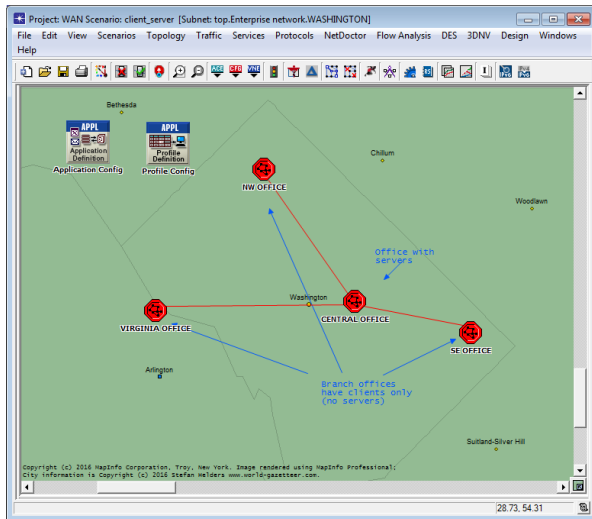 Project: WAN Scenario: client_server [Subnet: top.Enterprise network.WASHINGTON]
File Edit View Scenarios Topology Traffic Services Protocols NetDoctor Flow Analysis DES 3DNV Design Windows
Help
Bethesda
APPL
Application
Definition
Application Config
APPL
Profile
Definition
Profile Config
Chillum
NW OFFICE
Woodlawn
Office with
servers
Washington
CENTRAL OFFICE
VIRGINIA OFFICE
SE OFFICE
Arlington
Branch offices
have clients only
(no servers)
Suitland-Silver Hill
Copyright (c) 2016 MapInfo Corporation, Troy, New York. Image rendered using MapInfo Professional;
City information is Copyright (c) 2016 Stefan Helders www.world-gazetteer.com.
28.73, 54.31